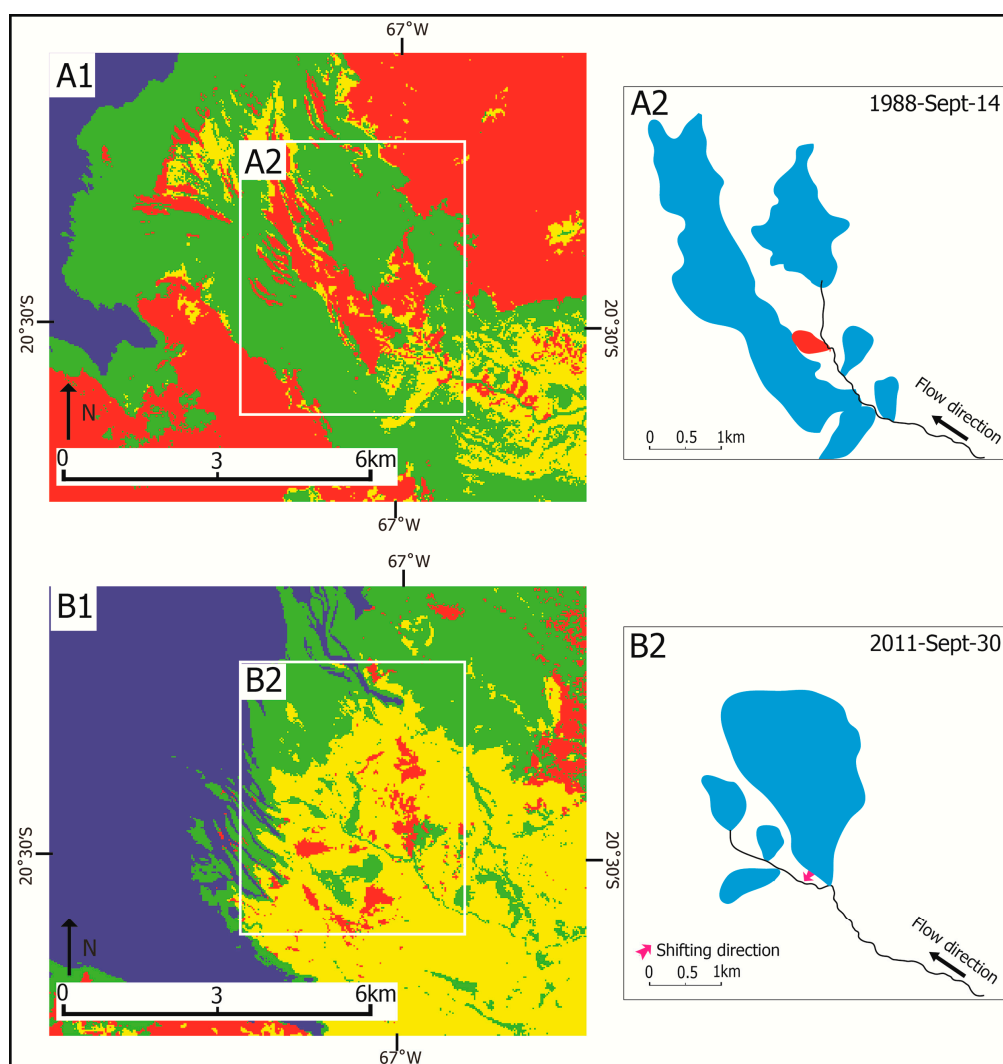 67°W
A1
A2
20°30'S
20°30'S
N
0 3 6km
67°W
A2 1988-Sept-14
Flow direction
0 0.5 1km
67°W
B1
B2
20°30'S
20°30'S
N
0 3 6km
67°W
B2 2011-Sept-30
Flow direction
Shifting direction
0 0.5 1km